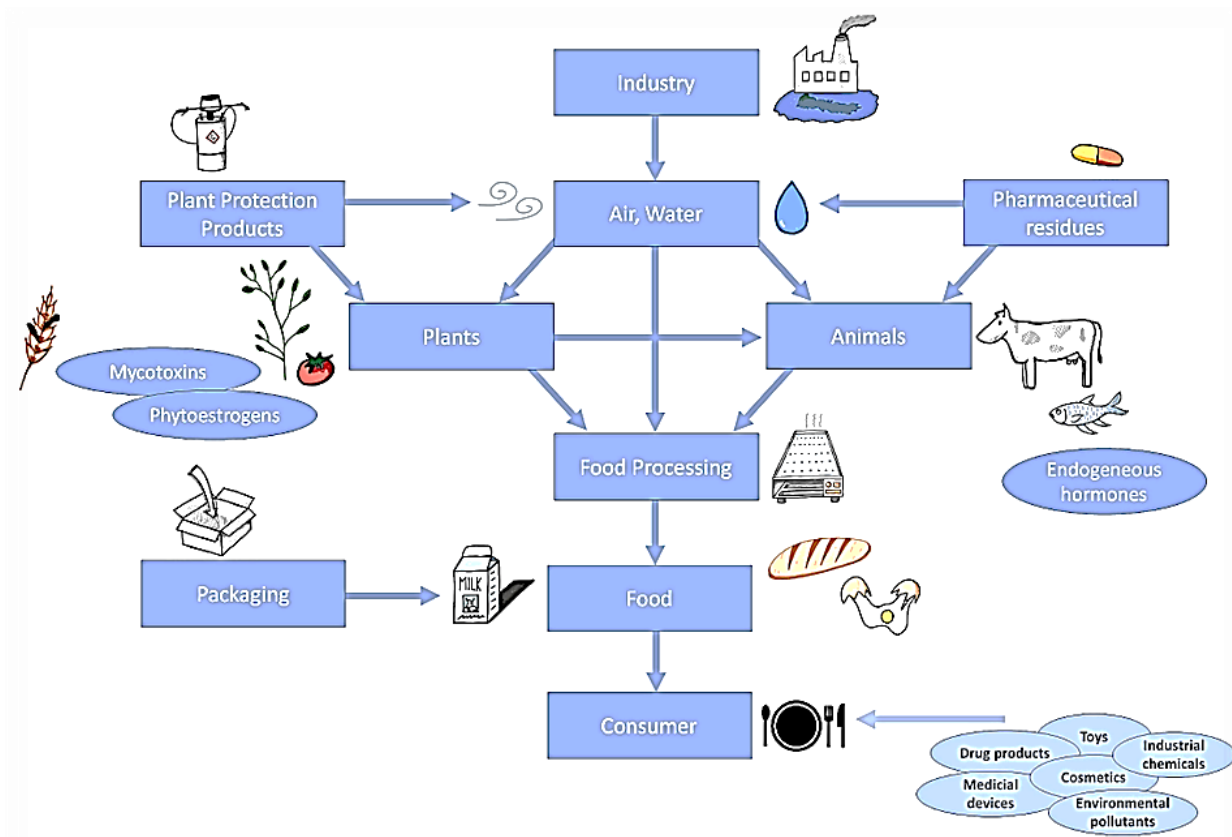 Industry
Plant Protection
Products
Air, Water
Pharmaceutical
residues
Plants
Animals
Mycotoxins
Phytoestrogens
Food Processing
Endogeneous
hormones
Packaging
MILK
Food
Consumer
Toys
Drug products
Industrial
chemicals
Cosmetics
Medicial
devices
Environmental
pollutants